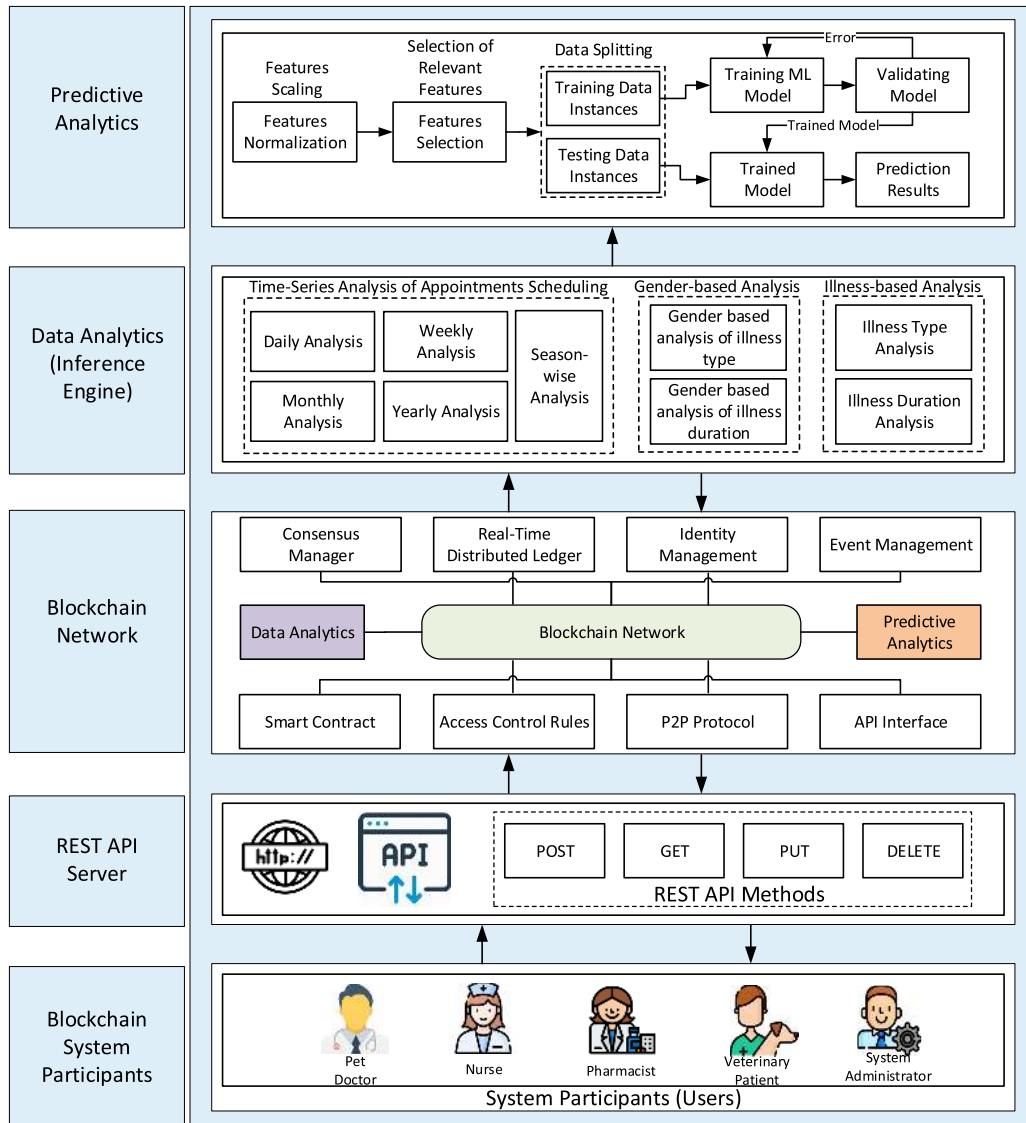 Predictive
Analytics
Features
Scaling
Features
Normalization
Selection of
Relevant
Features
Features
Selection
Data Splitting
Training Data
Instances
Testing Data
Instances
Error
Training ML
Model
Validating
Model
Trained Model
Trained
Model
Prediction
Results
Data Analytics
(Inference
Engine)
Time-Series Analysis of Appointments Scheduling
Daily Analysis
Weekly
Analysis
Monthly
Analysis
Yearly Analysis
Season-
wise
Analysis
Gender-based Analysis
Gender based
analysis of illness
type
Gender based
analysis of illness
duration
Illness-based Analysis
Illness Type
Analysis
Illness Duration
Analysis
Blockchain
Network
Consensus
Manager
Real-Time
Distributed Ledger
Identity
Management
Event Management
Data Analytics
Blockchain Network
Predictive
Analytics
Smart Contract
Access Control Rules
P2P Protocol
API Interface
REST API
Server
http://
API
POST
GET
PUT
DELETE
REST API Methods
Blockchain
System
Participants
Pet
Doctor
Nurse
Pharmacist
Veterinary
Patient
System
Administrator
System Participants (Users)